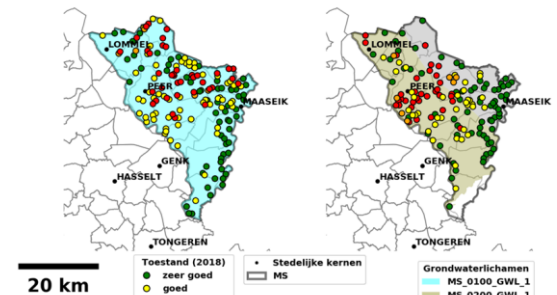 LOMMEL
PEER
MAASEIK
GENK
HASSELT
TONGEREN
LOMMEL
PEER
MAASEIK
GENK
HASSELT
TONGEREN
20 km
Toestand (2018)
zeer goed
goed
Stedelijke kernen
MS
Grondwaterlichamen
MS_0100_GWL_1
MS_0200_GWL_1